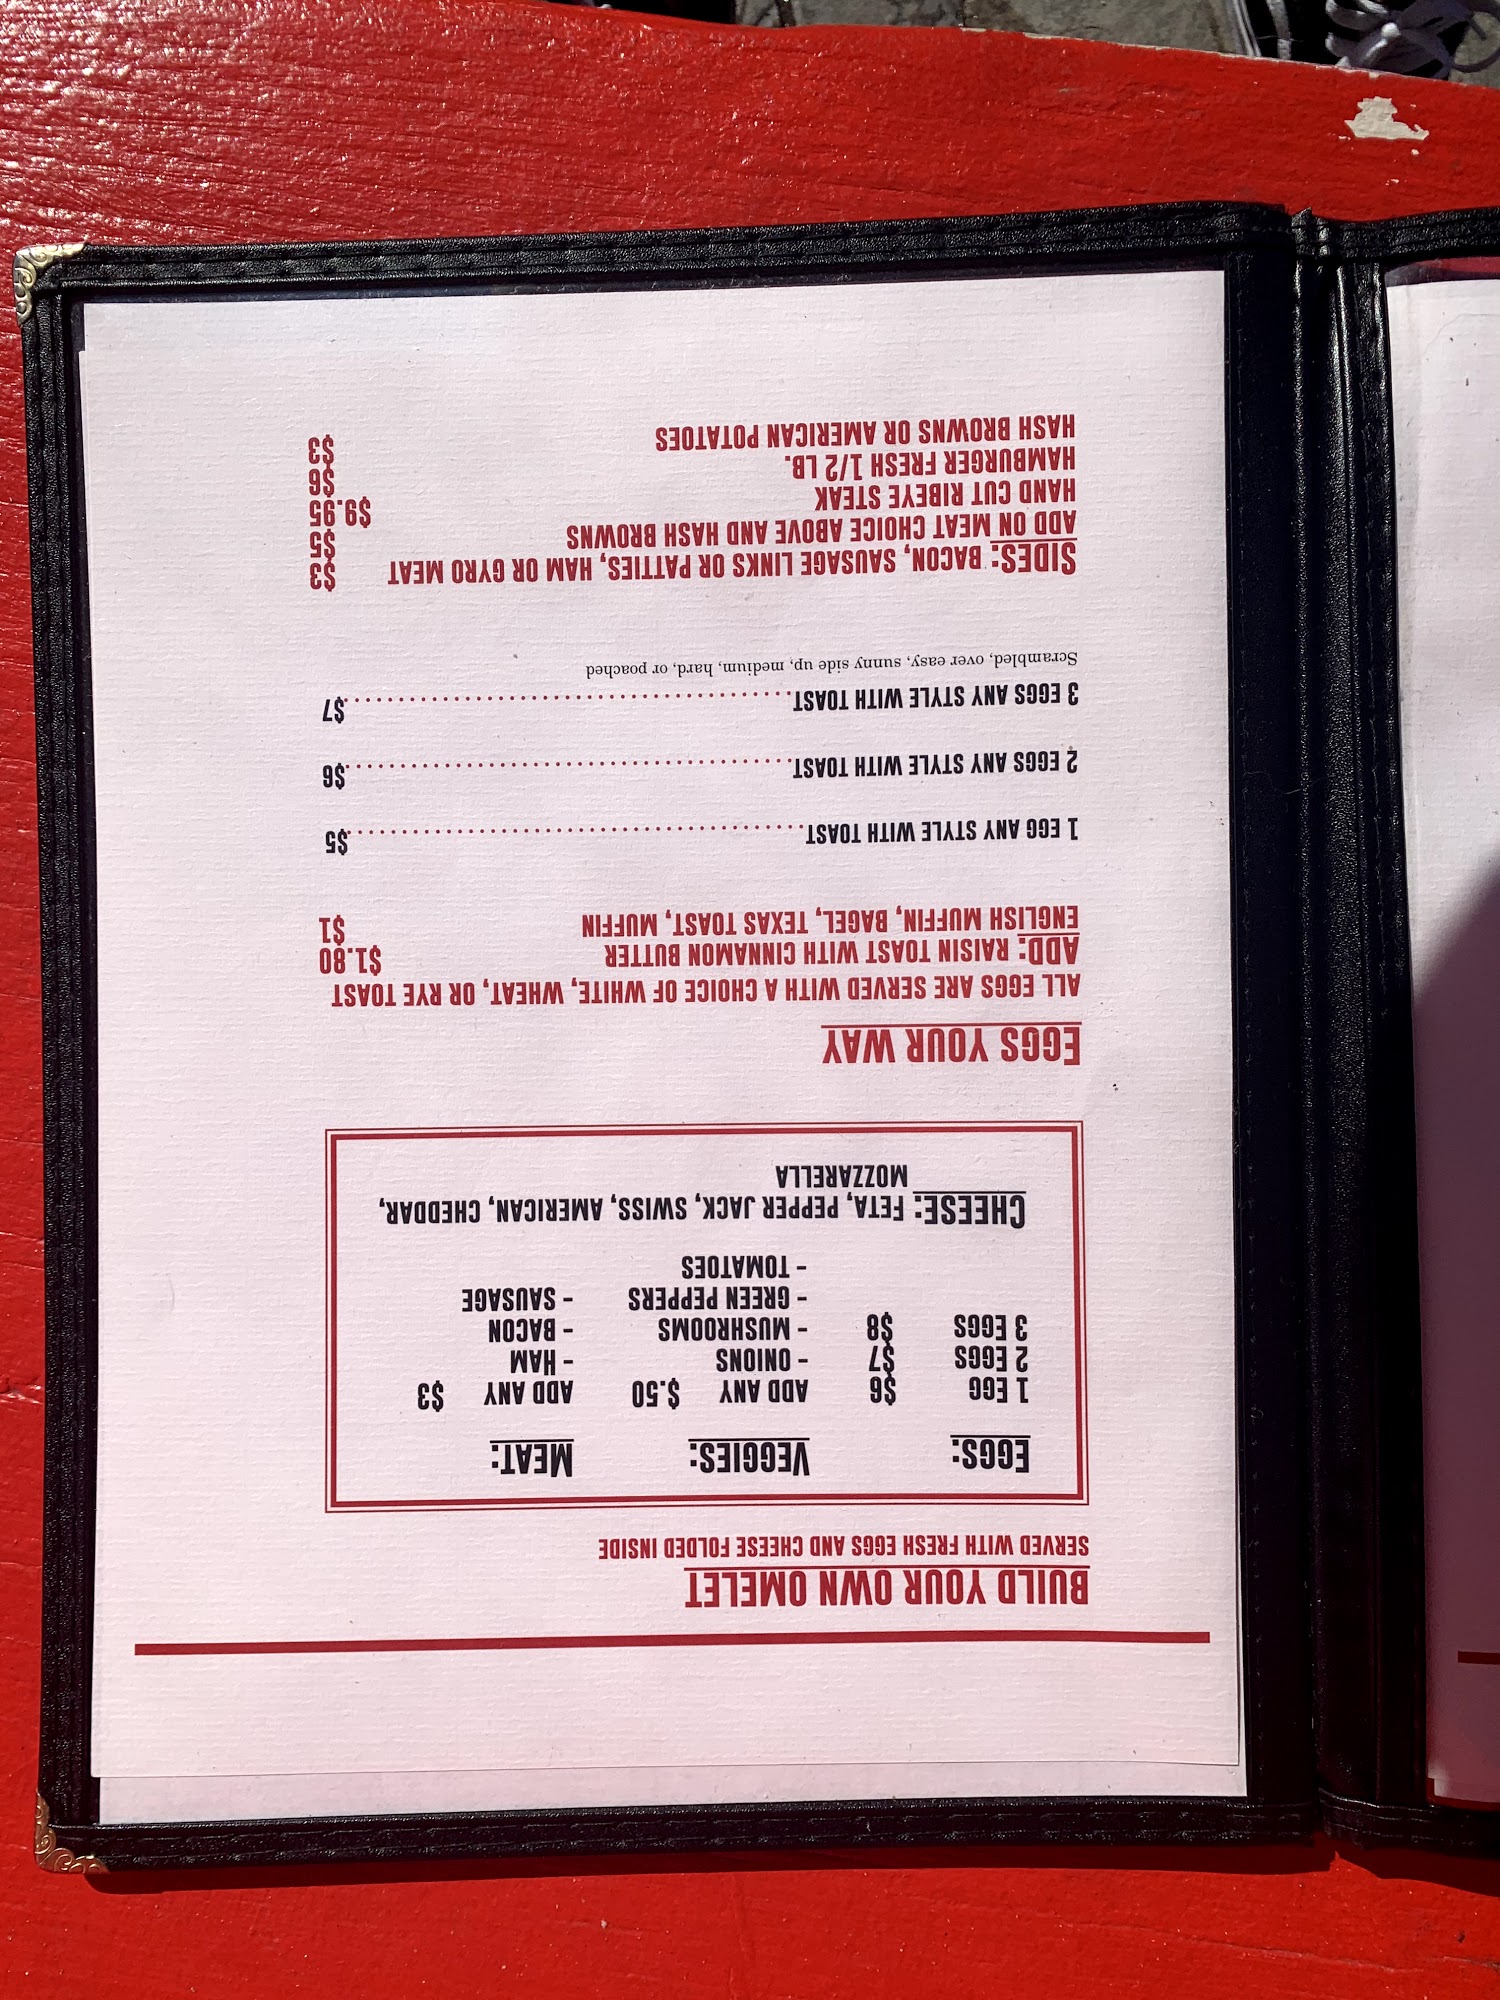 BUILD YOUR OWN OMELET
SERVED WITH FRESH EGGS AND CHEESE FOLDED INSIDE
EGGS: VEGGIES: MEAT:
1 EGG $6 ADD ANY $.50 ADD ANY $3
2 EGGS $7 - ONIONS - HAM
3 EGGS $8 - MUSHROOMS - BACON
- GREEN PEPPERS - SAUSAGE
- TOMATOES
CHEESE: FETA, PEPPER JACK, SWISS, AMERICAN, CHEDDAR,
MOZZARELLA
EGGS YOUR WAY
ALL EGGS ARE SERVED WITH A CHOICE OF WHITE, WHEAT, OR RYE TOAST
ADD: RAISIN TOAST WITH CINNAMON BUTTER $1.80
ENGLISH MUFFIN, BAGEL, TEXAS TOAST, MUFFIN $1
1 EGG ANY STYLE WITH TOAST $5
2 EGGS ANY STYLE WITH TOAST $6
3 EGGS ANY STYLE WITH TOAST $7
Scrambled, over easy, sunny side up, medium, hard, or poached
SIDES: BACON, SAUSAGE LINKS OR PATTIES, HAM OR GYRO MEAT $3
ADD ON MEAT CHOICE ABOVE AND HASH BROWNS $5
HAND CUT RIBEYE STEAK $9.95
HAMBURGER FRESH 1/2 LB. $6
HASH BROWNS OR AMERICAN POTATOES $3